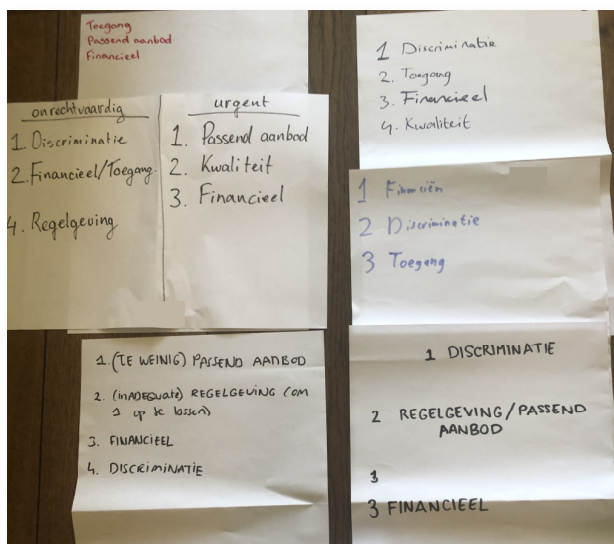 Toegang
Passend aanbod
Financieel
1 Discriminatie
2. Toegang
3. Financieel
4. Kwaliteit
onrechtvaardig
1. Discriminatie
2. Financieel/Toegang.
4. Regelgeving
urgent
1. Passend aanbod
2. Kwaliteit
3. Financieel
1 Financiën
2 Discriminatie
3 Toegang
1. (TE WEINIG) PASSEND AANBOD
2. (inADEQUATE) REGELGEVING (OM
1 op te lossen)
3. FINANCIEEL
4. DISCRIMINATIE
1 DISCRIMINATIE
2 REGELGEVING/PASSEND
AANBOD
3
3 FINANCIEEL